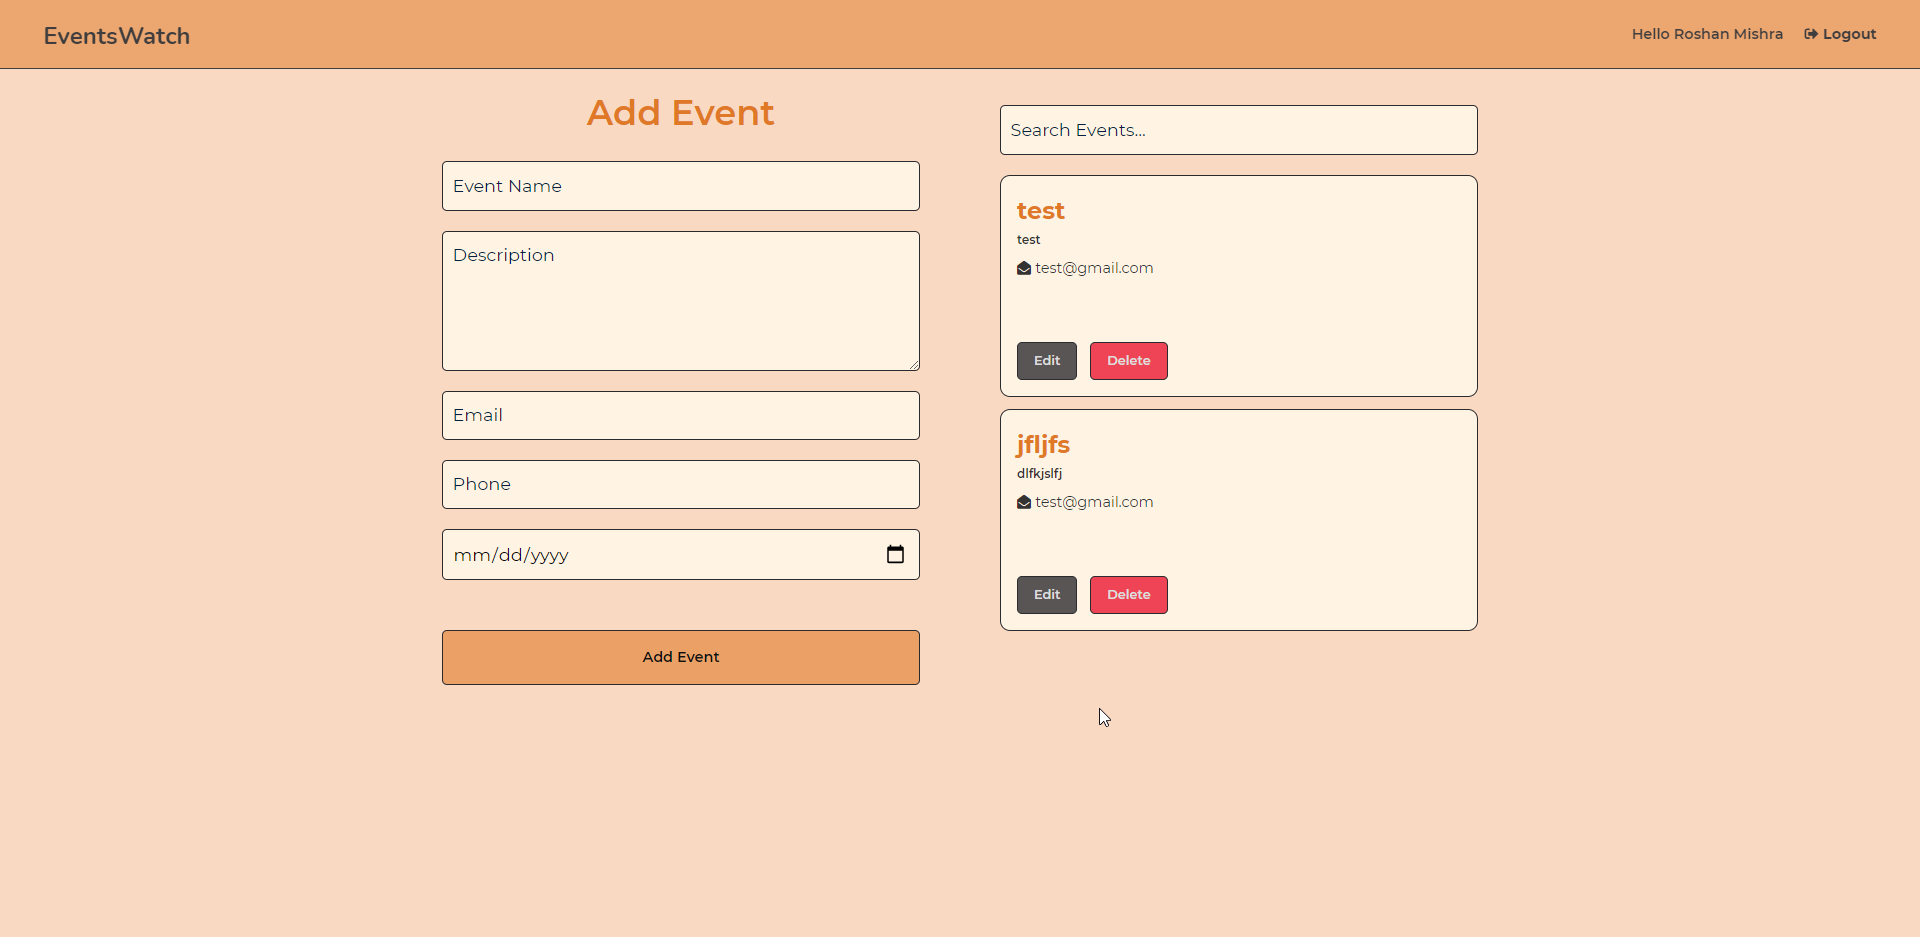 EventsWatch
Hello Roshan Mishra
Logout
Add Event
Event Name
Description
Email
Phone
mm/dd/yyyy
Add Event
Search Events...
test
test
test@gmail.com
Edit
Delete
jfljfs
dlfkjslfj
test@gmail.com
Edit
Delete